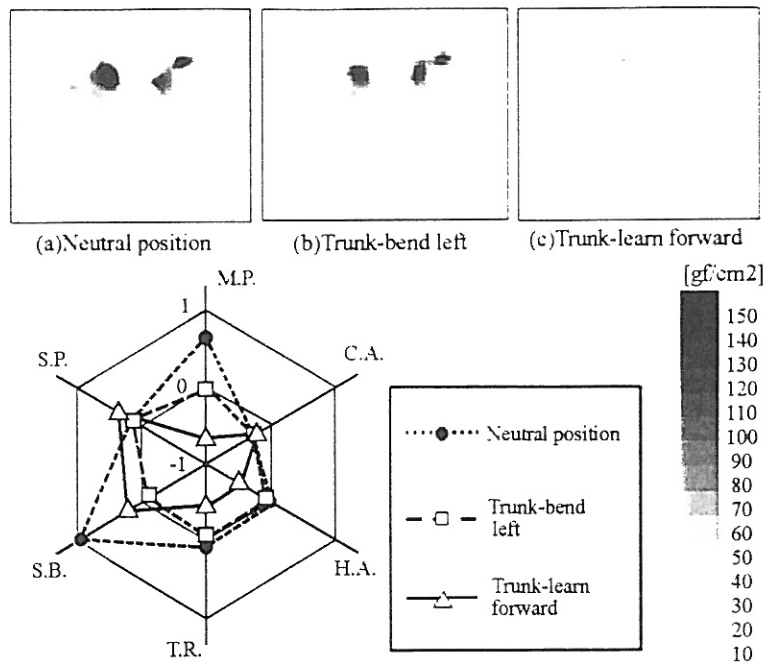 (a)Neutral position
(b)Trunk-bend left
(c)Trunk-learn forward
M.P.
1
C.A.
S.P.
0
-1
S.B.
H.A.
T.R.
Neutral position
Trunk-bend
left
Trunk-learn
forward
[gf/cm2]
150
140
130
120
110
100
90
80
70
60
50
40
30
20
10